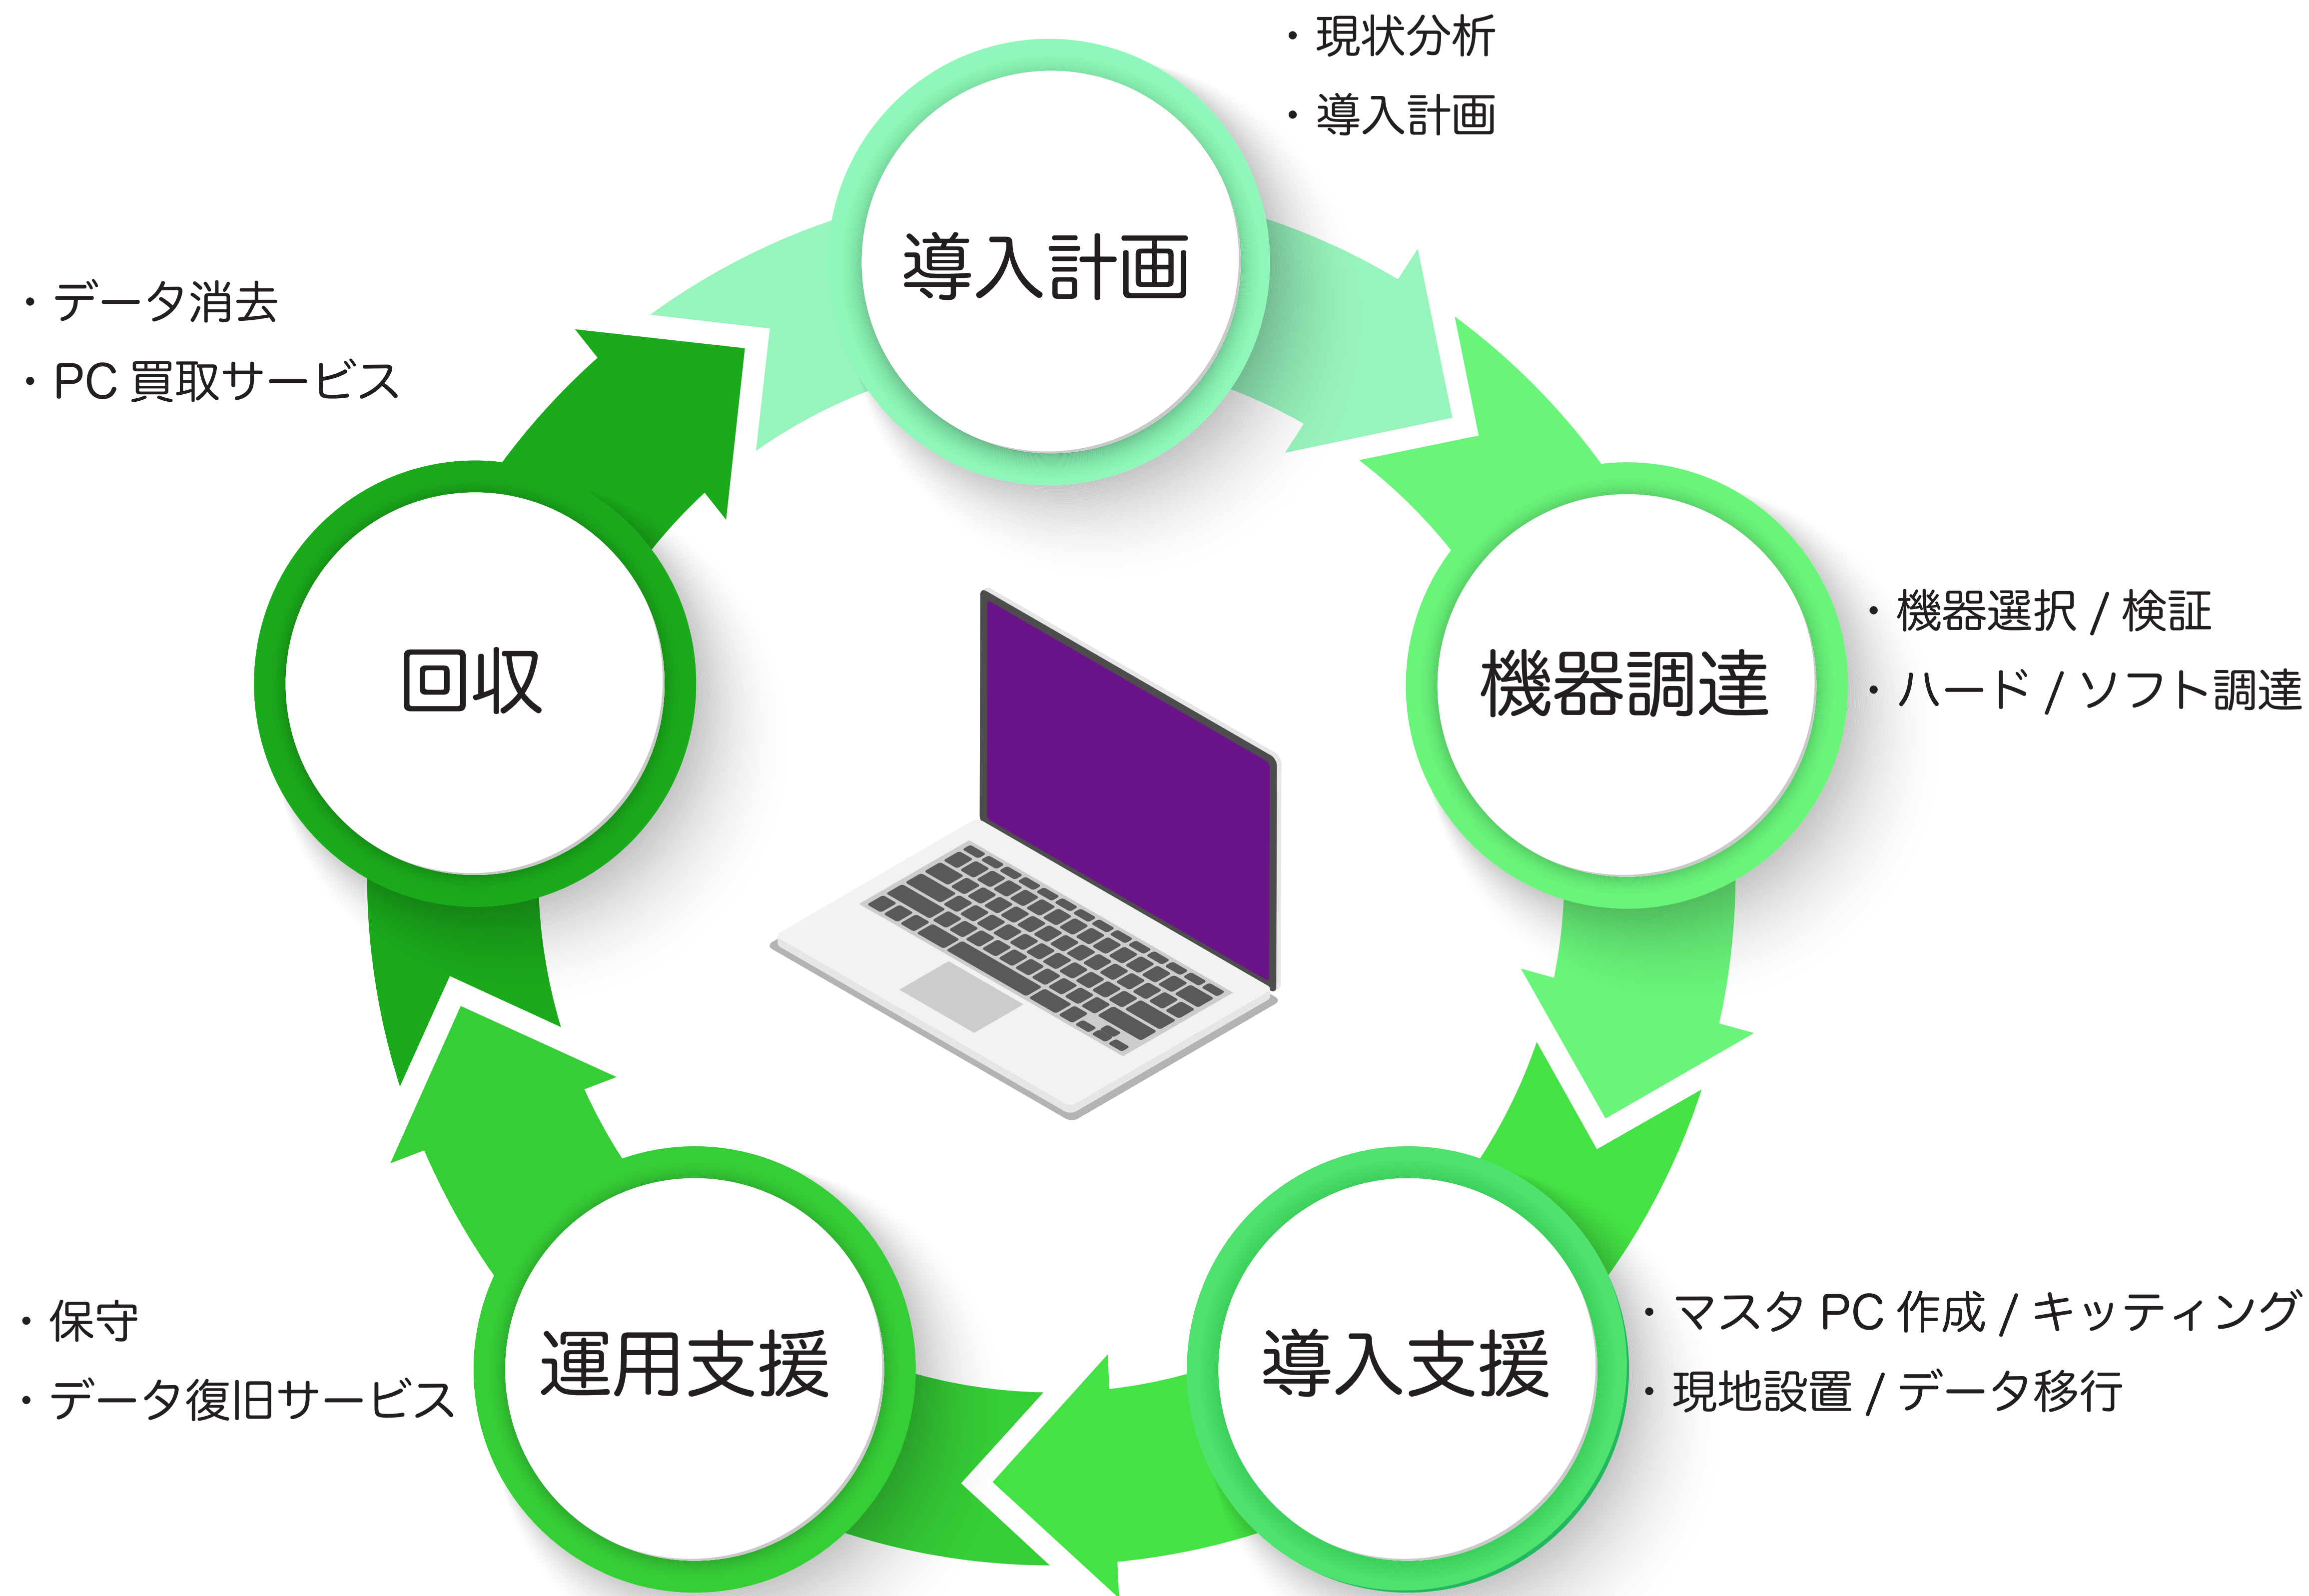 ・現状分析
・導入計画
導入計画
・機器選択 / 検証
・ハード / ソフト調達
機器調達
・マスタ PC 作成 / キッティング
・現地設置 / データ移行
導入支援
・保守
・データ復旧サービス
運用支援
・データ消去
・PC 買取サービス
回収